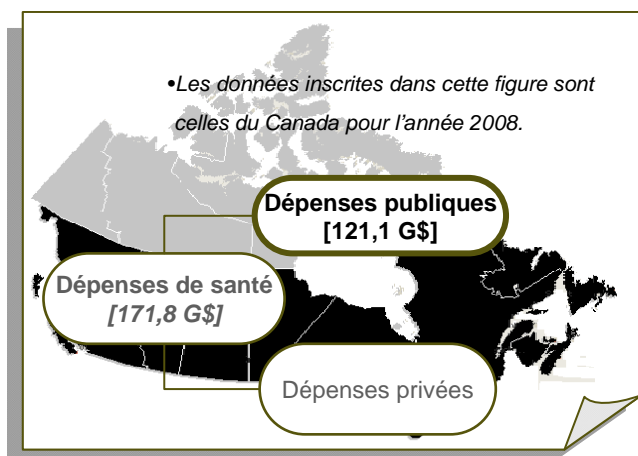 •Les données inscrites dans cette figure sont
celles du Canada pour l'année 2008.
Dépenses publiques
[121,1 G$]
Dépenses de santé
[171,8 G$]
Dépenses privées